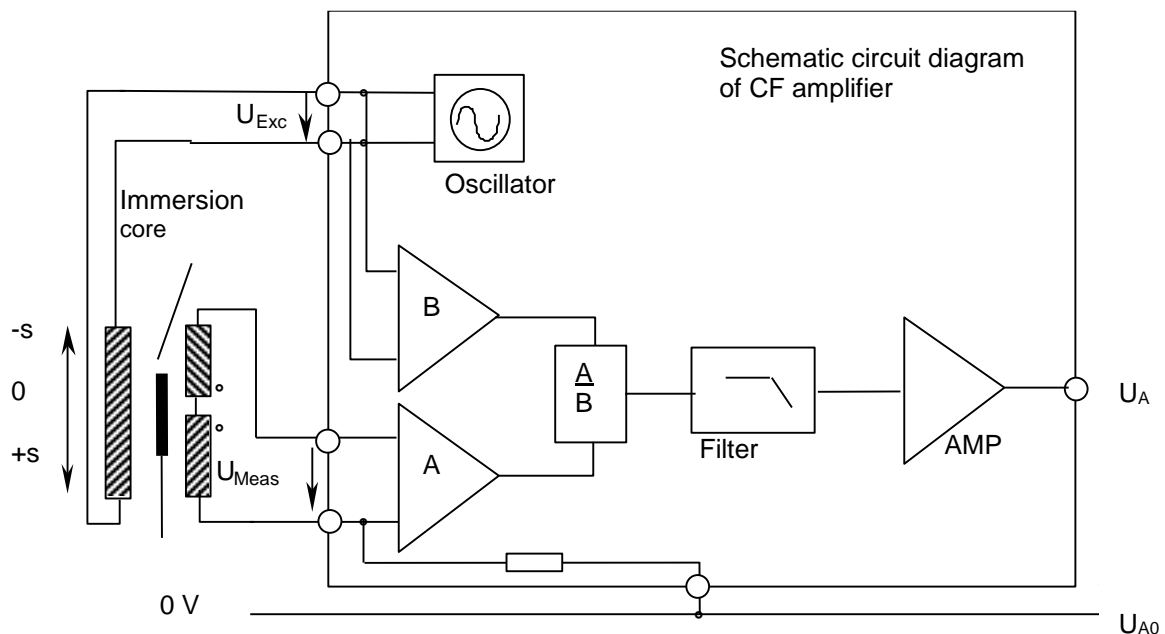 Schematic circuit diagram
of CF amplifier
U_Exc
Oscillator
Immersion
core
B
-s
A
B
0
U_A
+s
A
Filter
AMP
U_Meas
0 V
U_A0